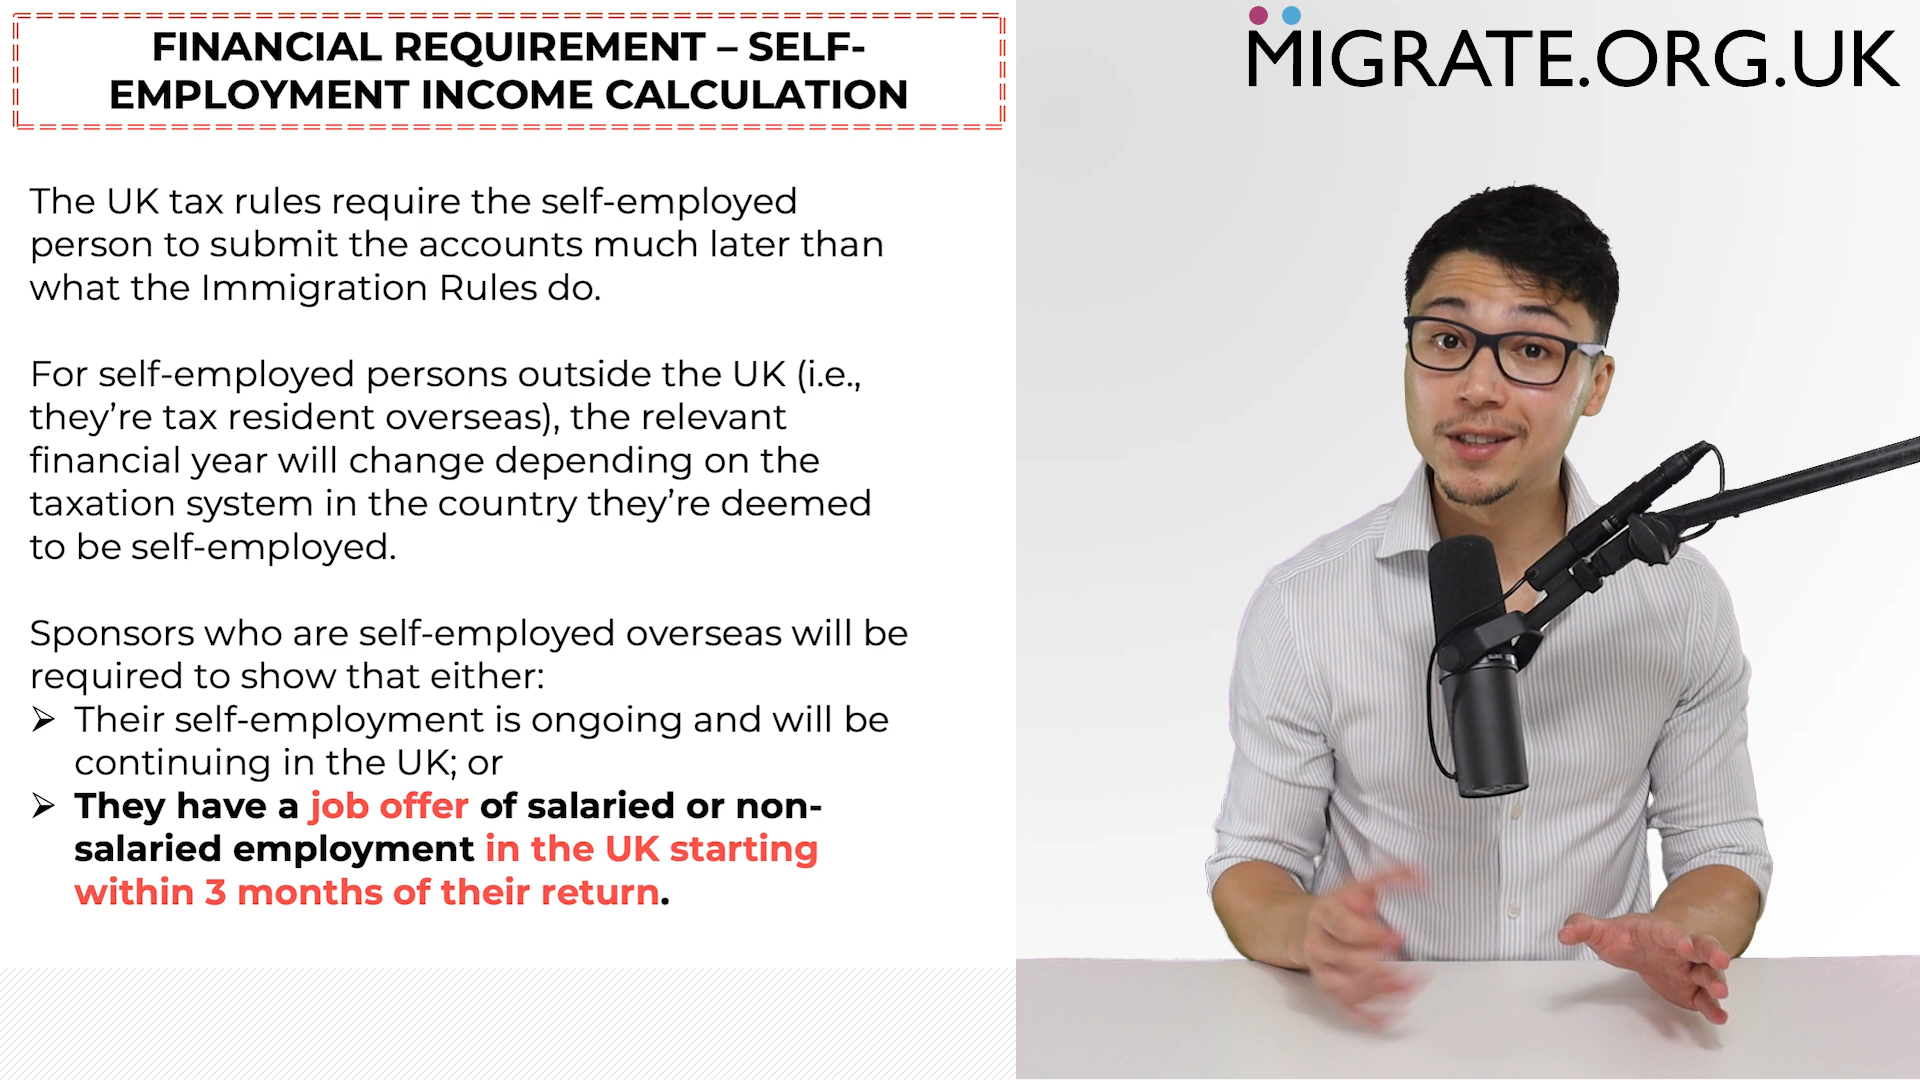 FINANCIAL REQUIREMENT – SELF-
EMPLOYMENT INCOME CALCULATION
MIGRATE.ORG.UK
The UK tax rules require the self-employed
person to submit the accounts much later than
what the Immigration Rules do.
For self-employed persons outside the UK (i.e.,
they’re tax resident overseas), the relevant
financial year will change depending on the
taxation system in the country they’re deemed
to be self-employed.
Sponsors who are self-employed overseas will be
required to show that either:
➢ Their self-employment is ongoing and will be
continuing in the UK; or
➢ They have a job offer of salaried or non-
salaried employment in the UK starting
within 3 months of their return.